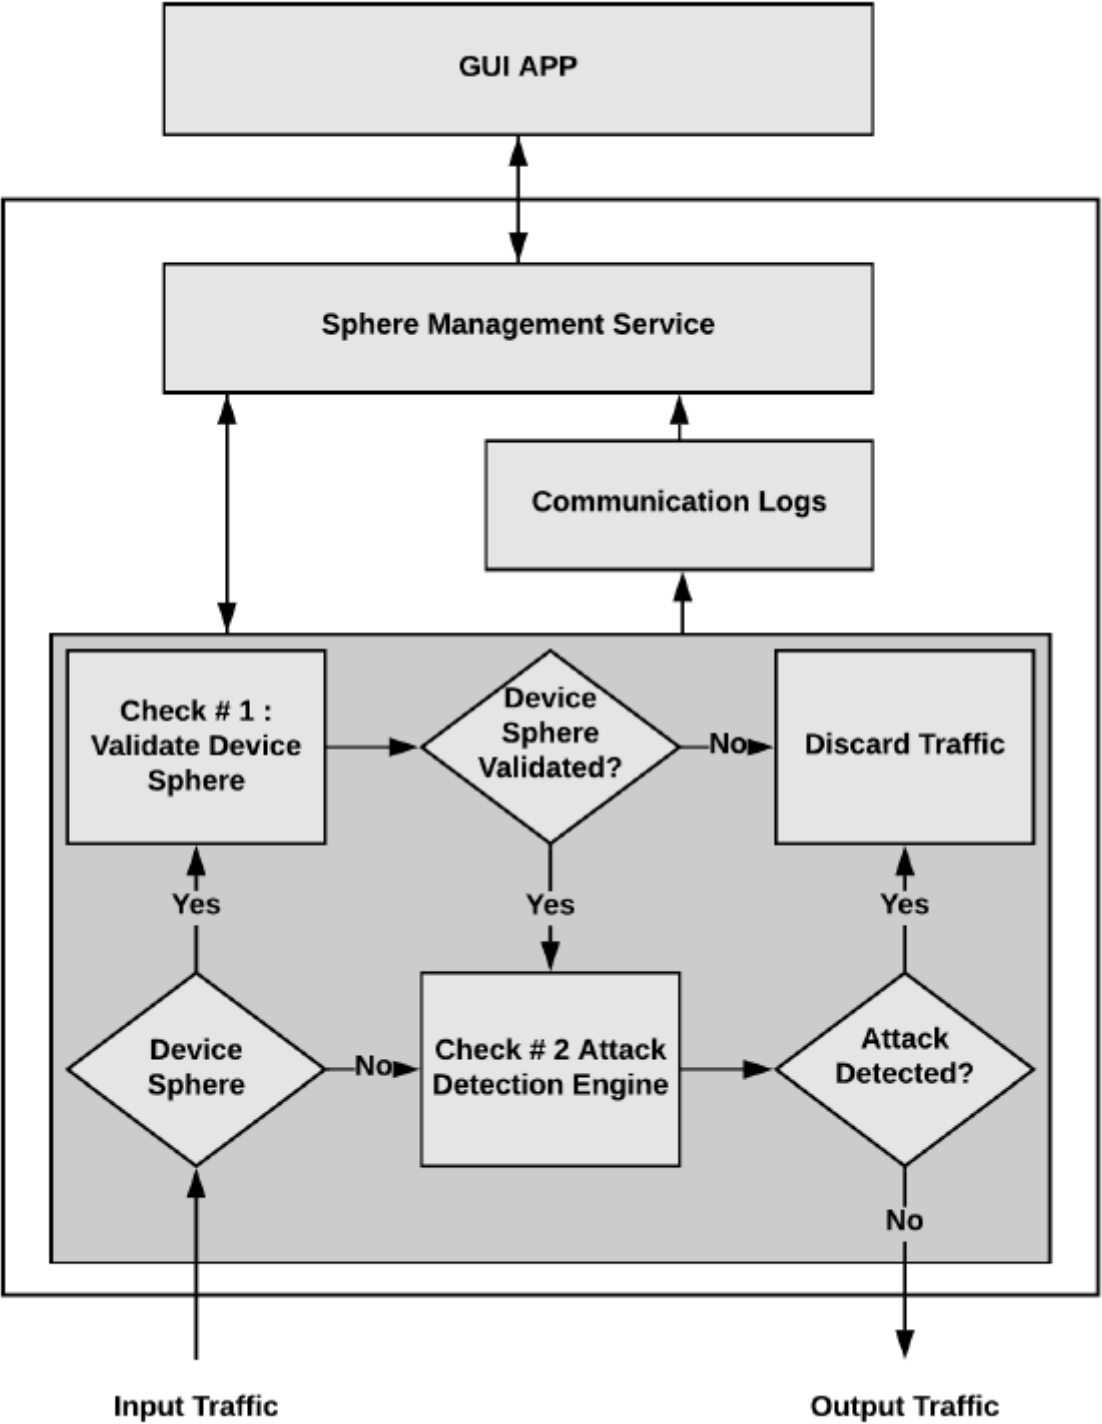 GUI APP
Sphere Management Service
Communication Logs
Check # 1 :
Validate Device
Sphere
Device
Sphere
Validated?
No
Discard Traffic
Yes
Yes
Yes
Device
Sphere
No
Check # 2 Attack
Detection Engine
Attack
Detected?
No
Input Traffic
Output Traffic